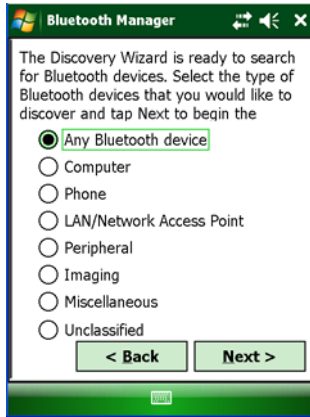 Bluetooth Manager
The Discovery Wizard is ready to search
for Bluetooth devices. Select the type of
Bluetooth devices that you would like to
discover and tap Next to begin the
Any Bluetooth device
Computer
Phone
LAN/Network Access Point
Peripheral
Imaging
Miscellaneous
Unclassified
< Back Next >